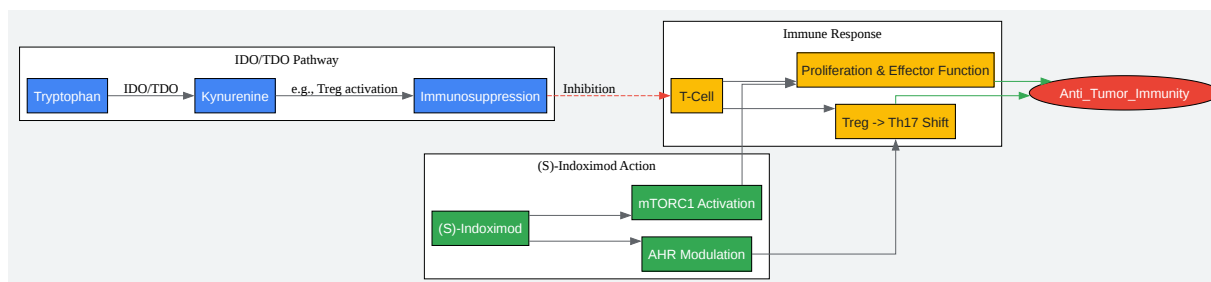 Immune Response
IDO/TDO Pathway
Proliferation & Effector Function
Tryptophan
IDO/TDO
Kynurenine
e.g., Treg activation
Immunosuppression
Inhibition
T-Cell
Anti_Tumor_Immunity
Treg -> Th17 Shift
(S)-Indoximod Action
mTORC1 Activation
(S)-Indoximod
AHR Modulation